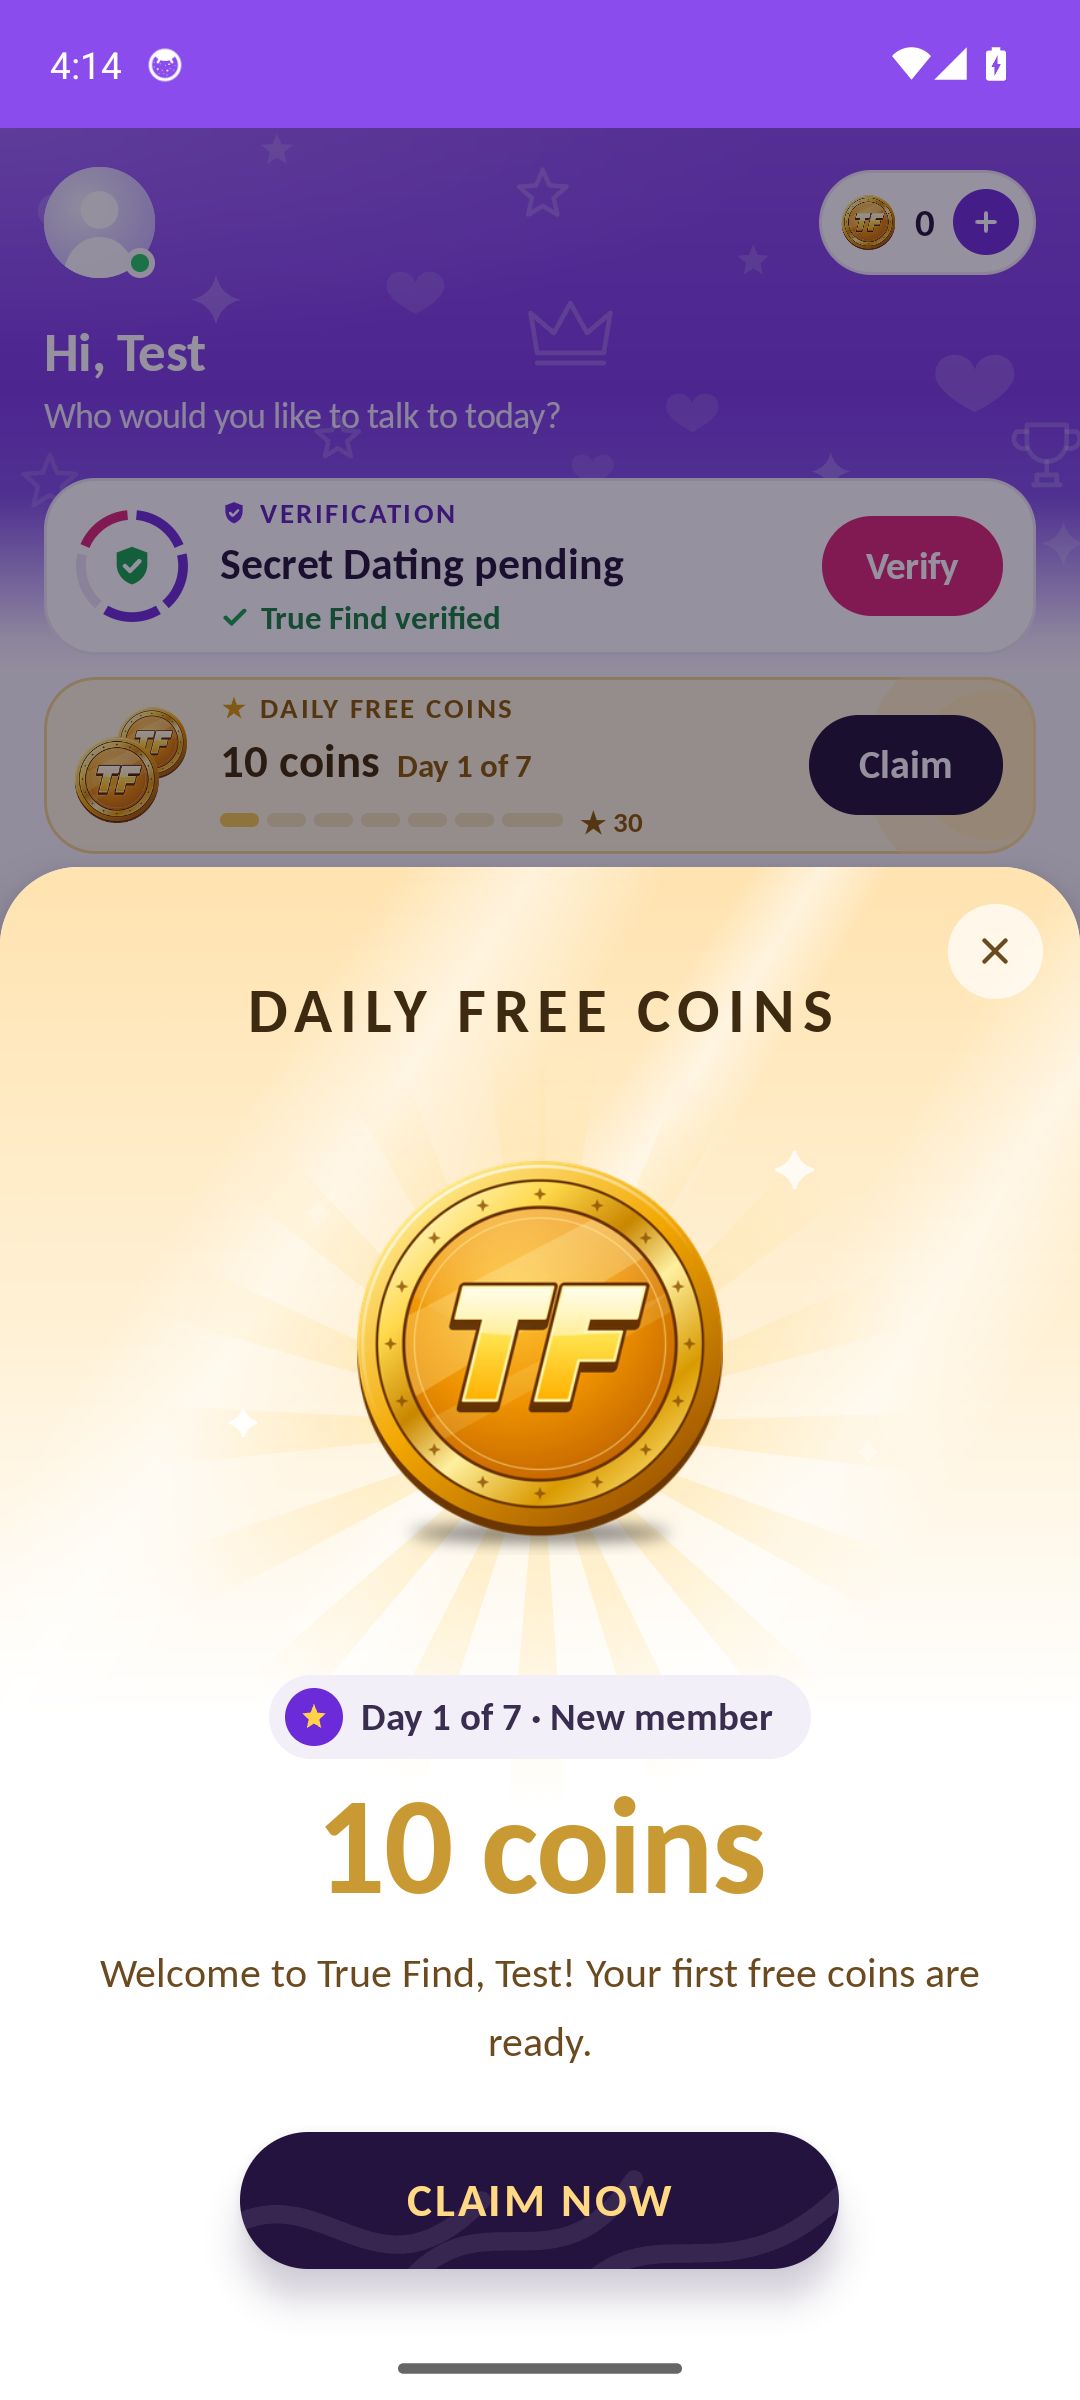 4:14
TF 0 +
Hi, Test
Who would you like to talk to today?
VERIFICATION
Secret Dating pending
True Find verified
Verify
DAILY FREE COINS
10 coins Day 1 of 7
★ 30
TF
TF
Claim
DAILY FREE COINS
TF
Day 1 of 7 · New member
10 coins
Welcome to True Find, Test! Your first free coins are
ready.
CLAIM NOW